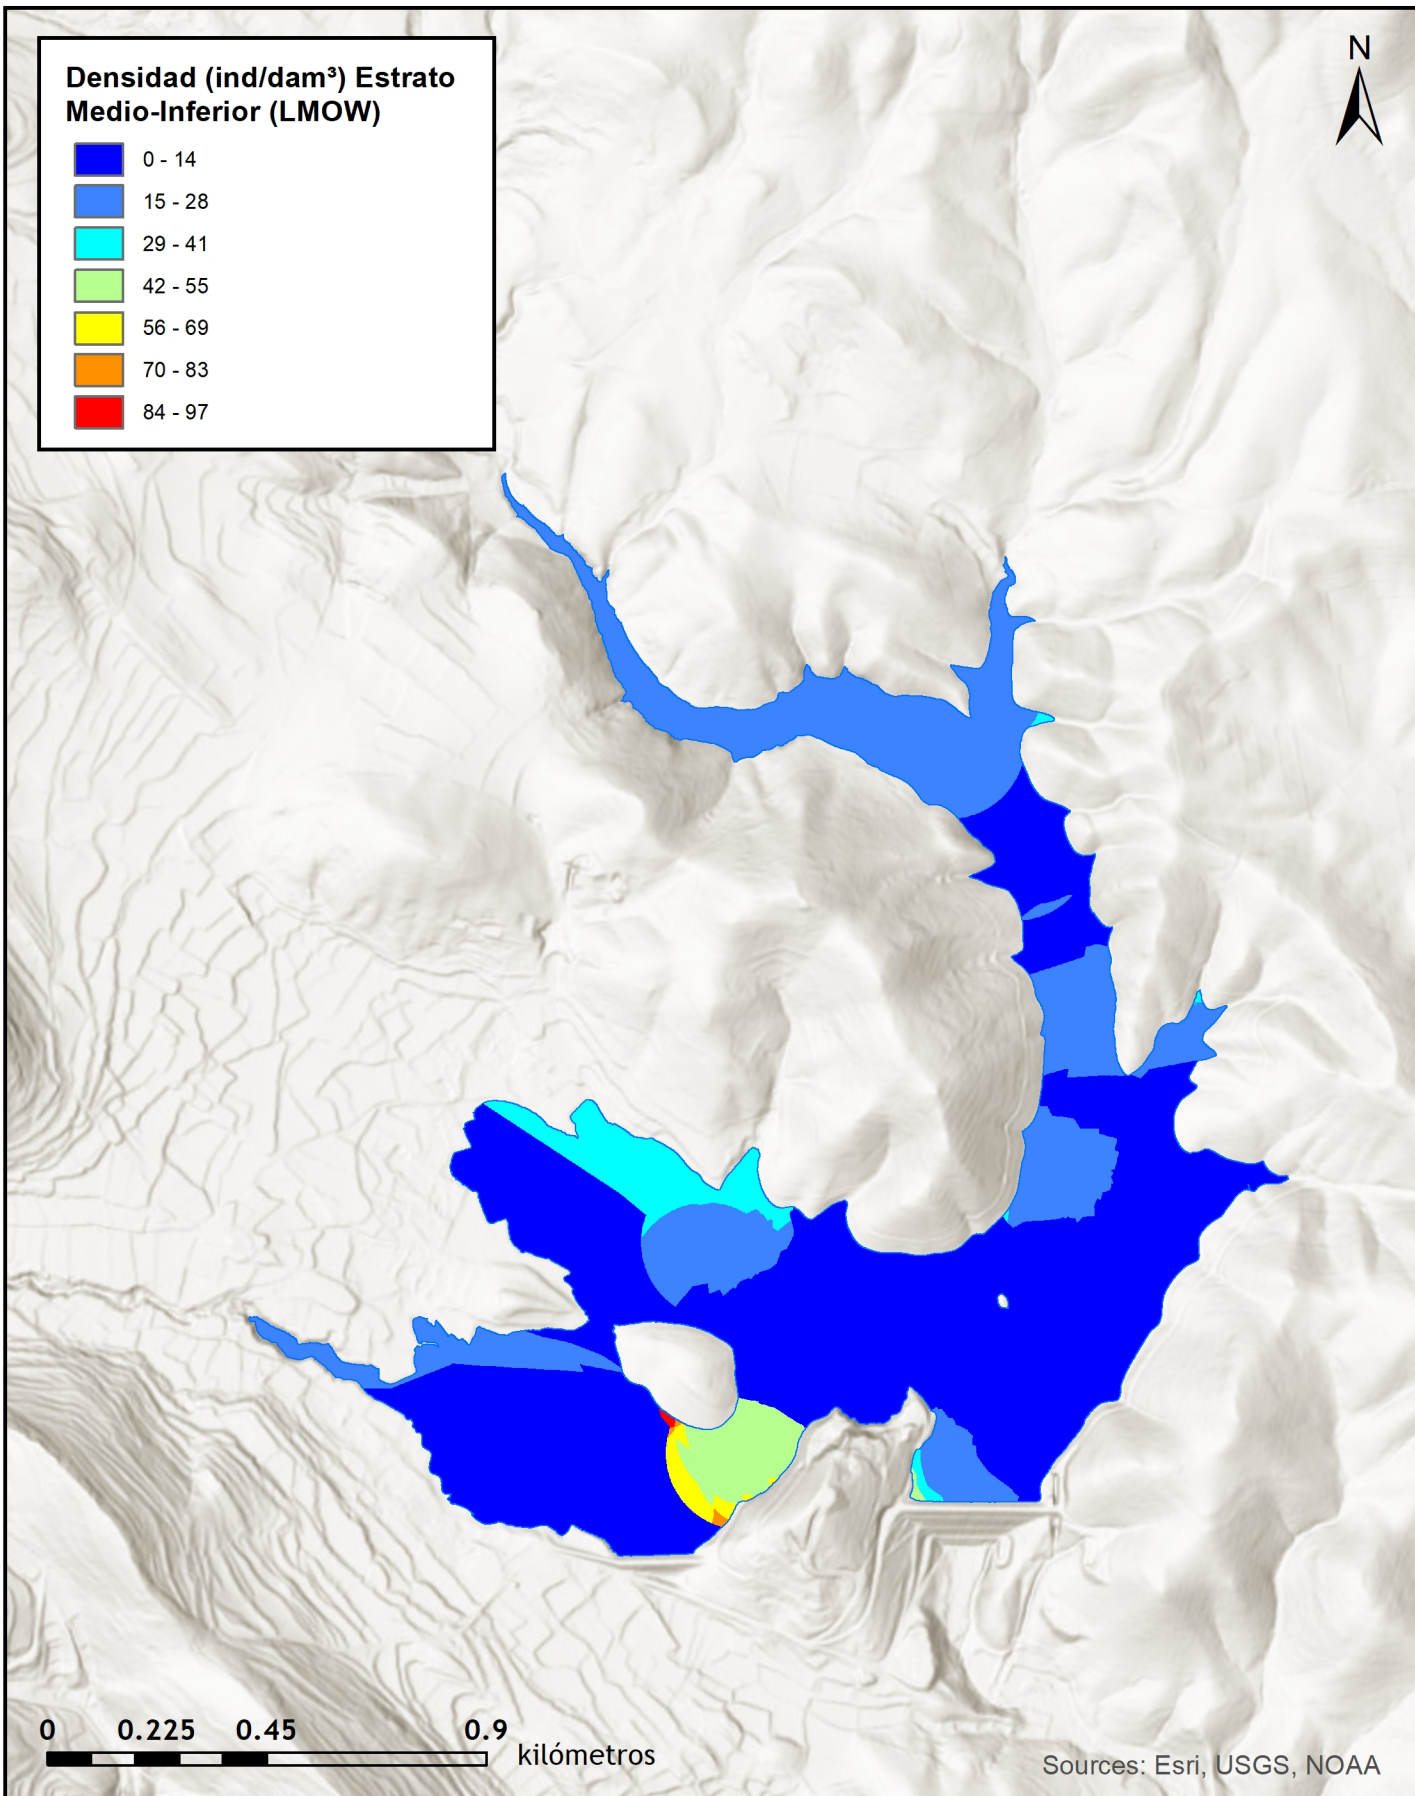 Densidad (ind/dam³) Estrato
Medio-Inferior (LMOW)
0 - 14
15 - 28
29 - 41
42 - 55
56 - 69
70 - 83
84 - 97
N
0 0.225 0.45 0.9
kilómetros
Sources: Esri, USGS, NOAA